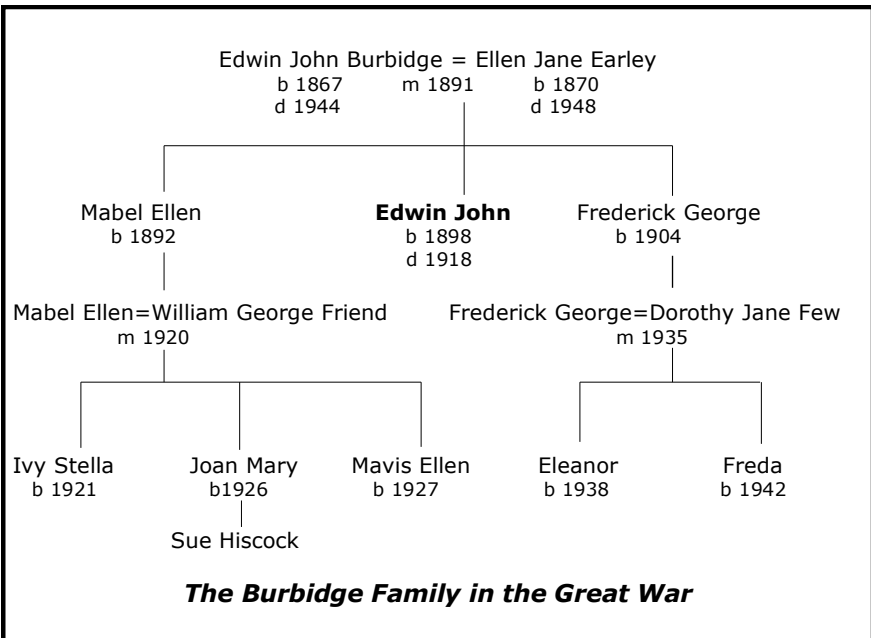 Edwin John Burbidge = Ellen Jane Earley
b 1867 m 1891 b 1870
d 1944 d 1948
Mabel Ellen Edwin John Frederick George
b 1892 b 1898 b 1904
d 1918
Mabel Ellen=William George Friend Frederick George=Dorothy Jane Few
m 1920 m 1935
Ivy Stella Joan Mary Mavis Ellen Eleanor Freda
b 1921 b1926 b 1927 b 1938 b 1942
Sue Hiscock
The Burbidge Family in the Great War